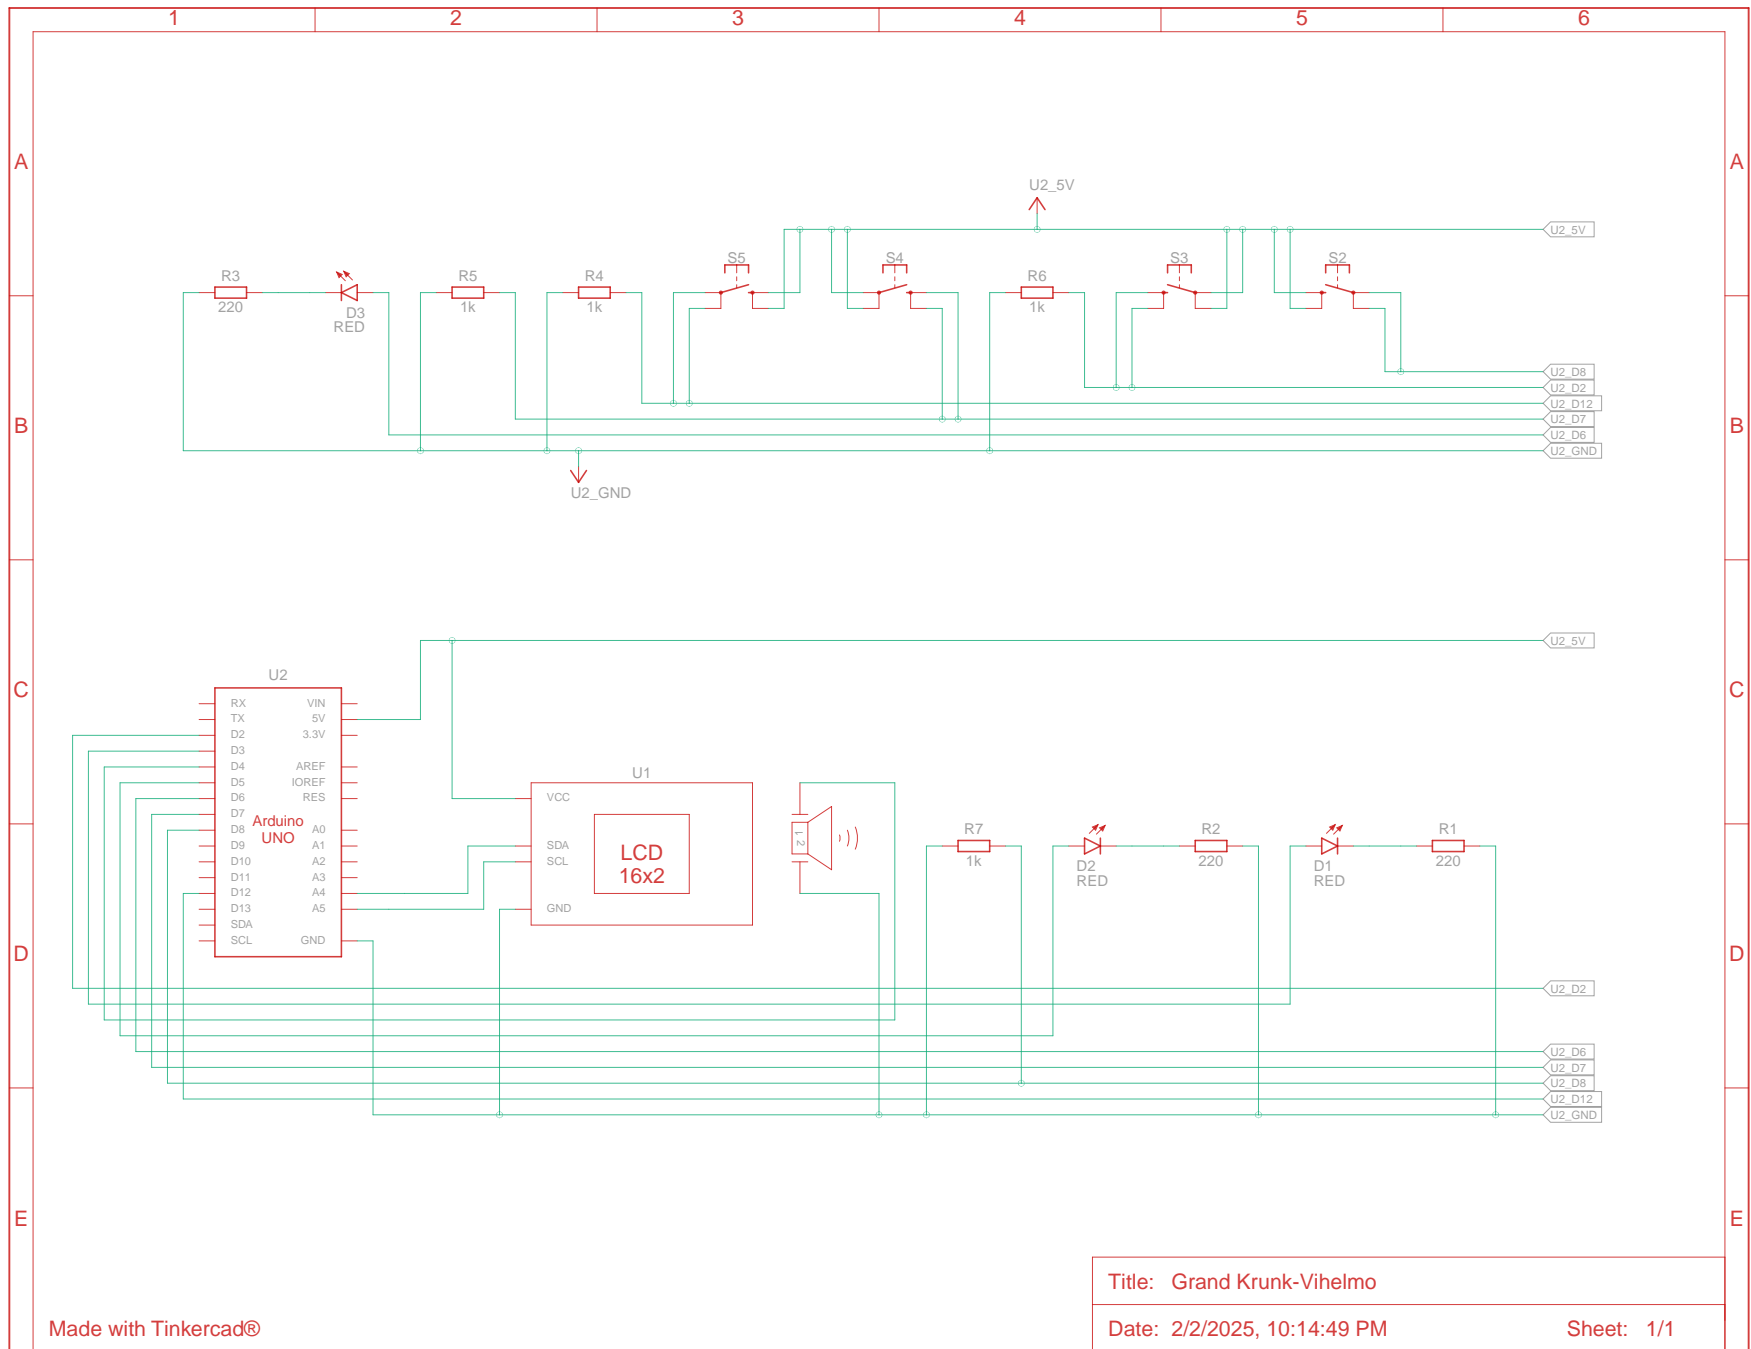 1 2 3 4 5 6
A A
U2_5V
U2_5V
S5 S4 S3 S2
R3 R5 R4 R6
220 1k 1k 1k
D3
RED
U2_D8
U2_D2
U2_D12
B U2_D7 B
U2_D6
U2_GND
U2_GND
U2_5V
C C
U2
RX VIN
TX 5V
D2 3.3V
D3
D4 AREF
D5 IOREF
D6 RES
D7
D8 A0
D9 A1
D10 A2
D11 A3
D12 A4
D13 A5
SDA
SCL GND
Arduino
UNO
U1
VCC
SDA
SCL
GND
LCD
16x2
1 2
R7
1k
D2
RED
R2
220
D1
RED
R1
220
D D
U2_D2
U2_D6
U2_D7
U2_D8
U2_D12
U2_GND
E E
Title: Grand Krunk-Vihelmo
Made with Tinkercad® Date: 2/2/2025, 10:14:49 PM Sheet: 1/1